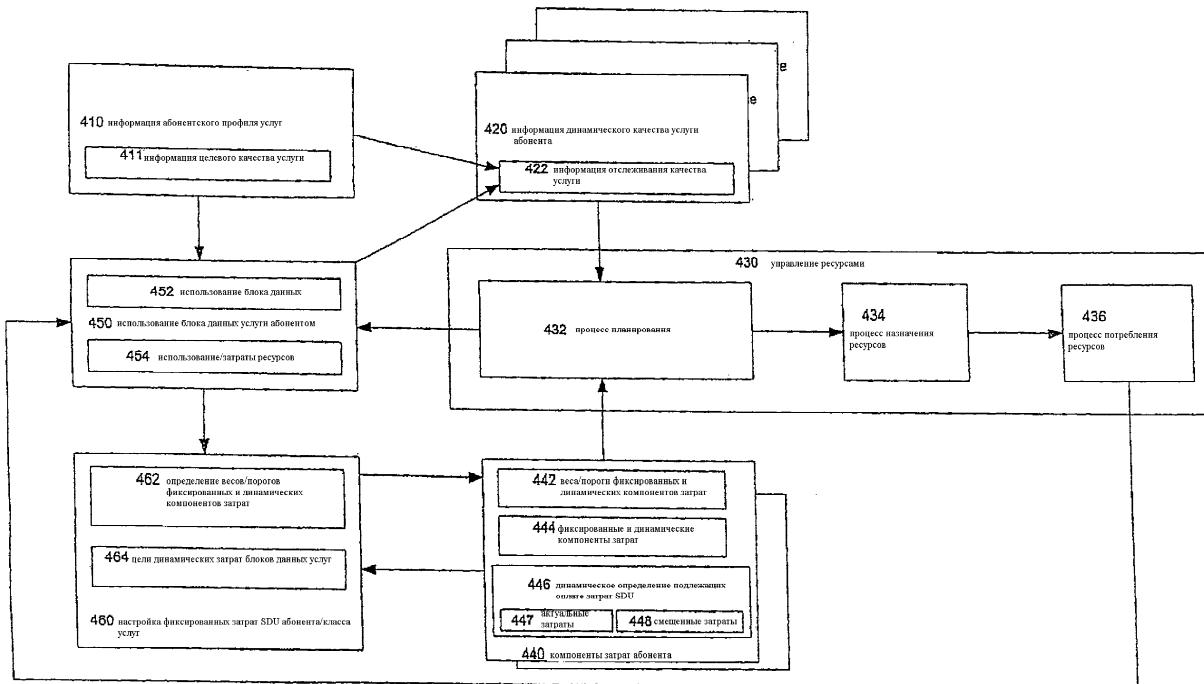 е
е
410 информация абонентского профиля услуг
411 информация целевого качества услуги
420 информация динамического качества услуги
абонента
422 информация отслеживания качества
услуги
430 управление ресурсами
452 использование блока данных
450 использование блока данных услуги абонентом
454 использование/затраты ресурсов
432 процесс планирования
434
процесс назначения
ресурсов
436
процесс потребления
ресурсов
462 определение весов/порогов
фиксированных и динамических
компонентов затрат
464 цели динамических затрат блоков данных услуг
460 настройка фиксированных затрат SDU абонента/класса
услуг
442 веса/пороги фиксированных и
динамических компонентов затрат
444 фиксированные и динамические
компоненты затрат
446 динамическое определение подлежащих
оплате затрат SDU
447 актуальные
затраты
448 смещенные затраты
440 компоненты затрат абонента